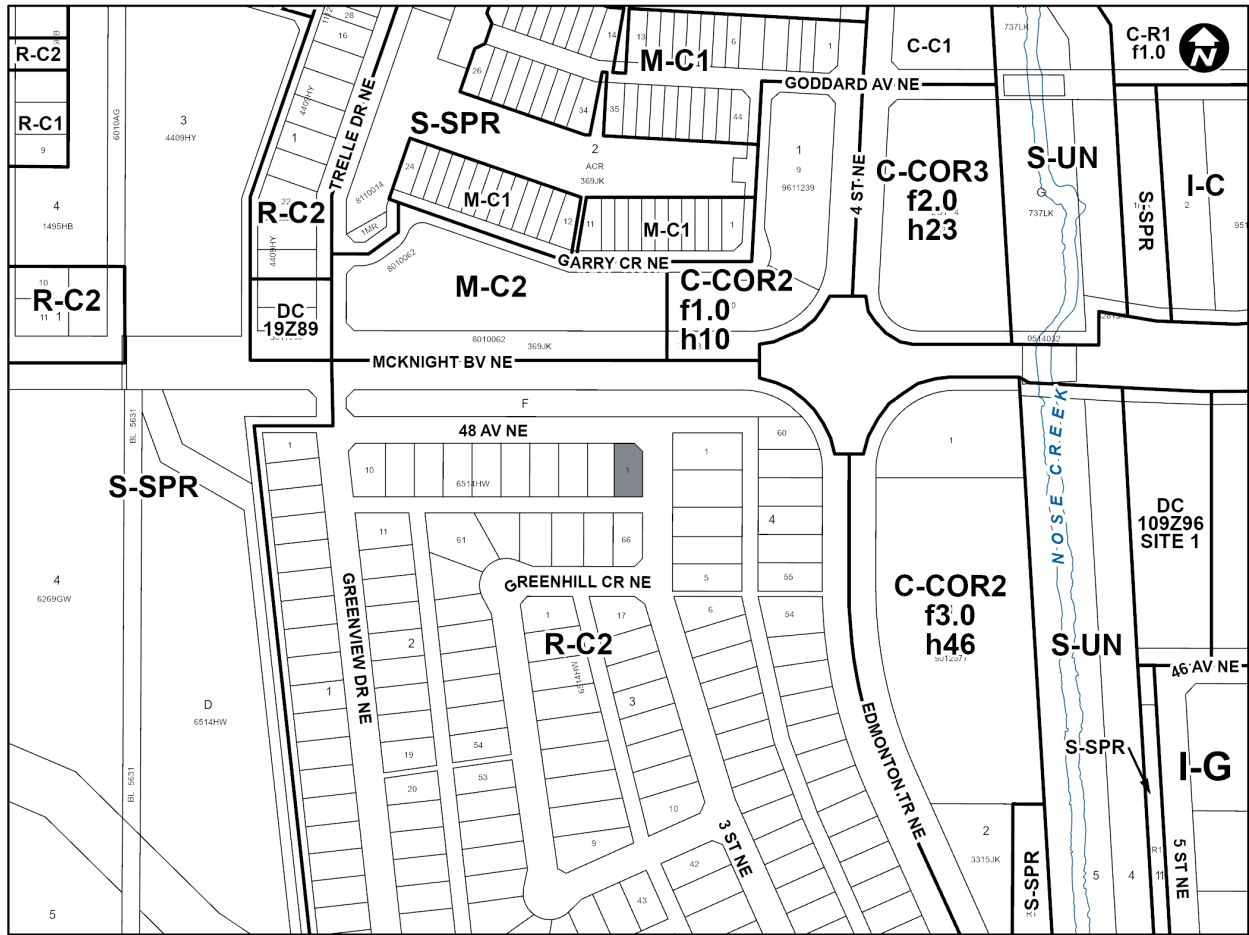 R-C2
R-C1
9
4
1495HB
6010AG
3
4409HY
28
16
4409HY
1
22
R-C2
4409HY
TRELLE DR NE
8110014
1MR
S-SPR
26
34
14
13
6
1
M-C1
35
44
2
ACR
369JK
24
M-C1
12
11
M-C1
1
GARRY CR NE
8010062
M-C2
1
9
9611239
C-C1
737LK
C-R1
f1.0
N
GODDARD AV NE
4 ST NE
C-COR3
f2.0
h23
S-UN
737LK
S-SPR
I-C
2
951
10
11
1
R-C2
DC
19Z89
C-COR2
f1.0
h10
8010062
369JK
0514032
MCKNIGHT BV NE
F
48 AV NE
BL 5631
S-SPR
1
10
6514HW
1
1
60
4
5
55
1
NOSE CREEK
DC
109Z96
SITE 1
11
61
66
GREENHILL CR NE
4
6269GW
GREENVIEW DR NE
2
1
1
17
R-C2
6514HW
6
54
C-COR2
f3.0
h46
9012577
S-UN
46 AV NE
D
6514HW
3
54
19
20
53
10
9
BL 5631
EDMONTON TR NE
S-SPR
I-G
3 ST NE
42
43
2
3315JK
S-SPR
5
4
11
5 ST NE
5